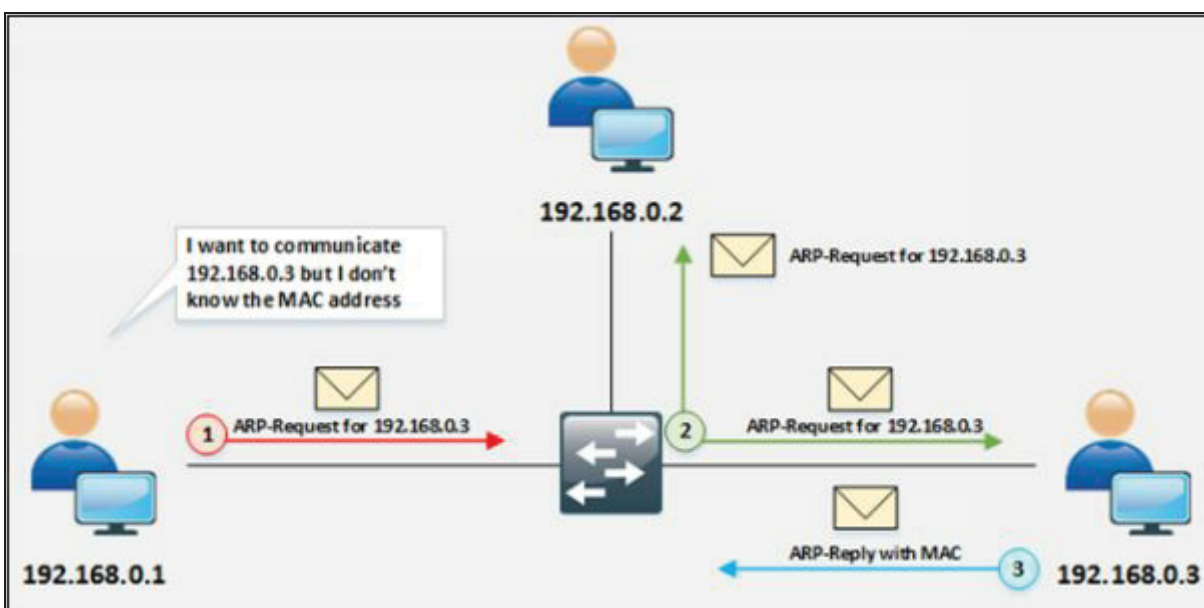 192.168.0.2
I want to communicate
192.168.0.3 but I don't
know the MAC address
ARP-Request for 192.168.0.3
1
ARP-Request for 192.168.0.3
2
ARP-Request for 192.168.0.3
ARP-Reply with MAC
3
192.168.0.1
192.168.0.3